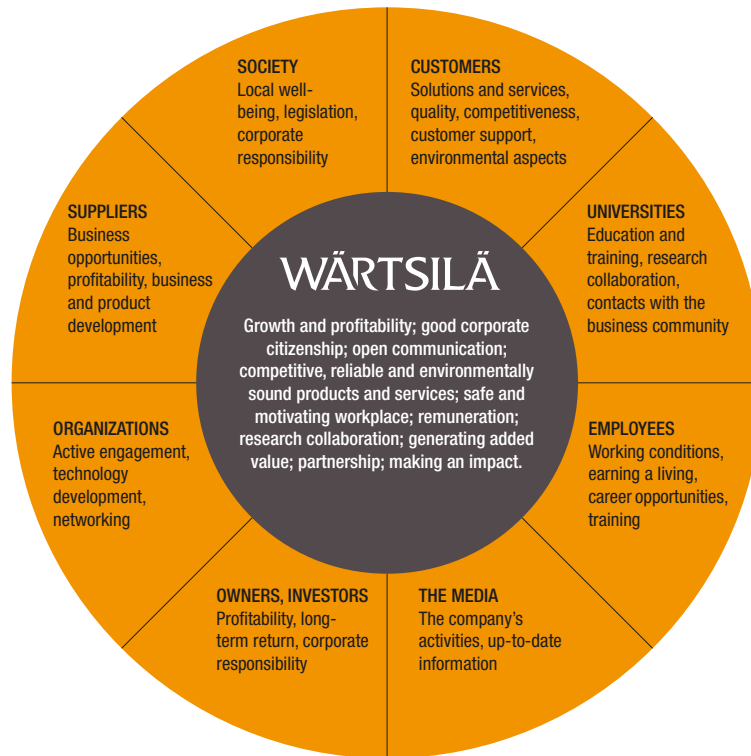 SOCIETY
Local well-
being, legislation,
corporate
responsibility
CUSTOMERS
Solutions and services,
quality, competitiveness,
customer support,
environmental aspects
SUPPLIERS
Business
opportunities,
profitability, business
and product
development
UNIVERSITIES
Education and
training, research
collaboration,
contacts with the
business community
WÄRTSILÄ
Growth and profitability; good corporate
citizenship; open communication;
competitive, reliable and environmentally
sound products and services; safe and
motivating workplace; remuneration;
research collaboration; generating added
value; partnership; making an impact.
ORGANIZATIONS
Active engagement,
technology
development,
networking
EMPLOYEES
Working conditions,
earning a living,
career opportunities,
training
OWNERS, INVESTORS
Profitability, long-
term return, corporate
responsibility
THE MEDIA
The company's
activities, up-to-date
information